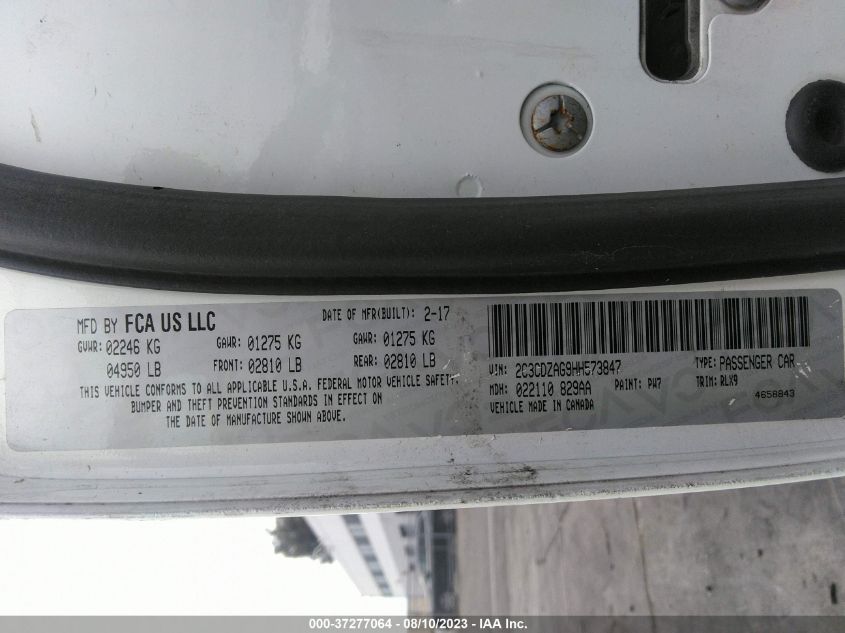 MFD BY FCA US LLC
DATE OF MFR(BUILT): 2-17
GVWR: 02246 KG
GAWR: 01275 KG
GAWR: 01275 KG
04950 LB
FRONT: 02810 LB
REAR: 02810 LB
THIS VEHICLE CONFORMS TO ALL APPLICABLE U.S.A. FEDERAL MOTOR VEHICLE SAFETY,
BUMPER AND THEFT PREVENTION STANDARDS IN EFFECT ON
THE DATE OF MANUFACTURE SHOWN ABOVE.
VIN: 2C3CDZAG9HH573847
TYPE: PASSENGER CAR
MDH: 022110 829AA
PAINT: PW7
TRIM: RLX9
VEHICLE MADE IN CANADA
4658843
000-37277064 - 08/10/2023 - IAA Inc.